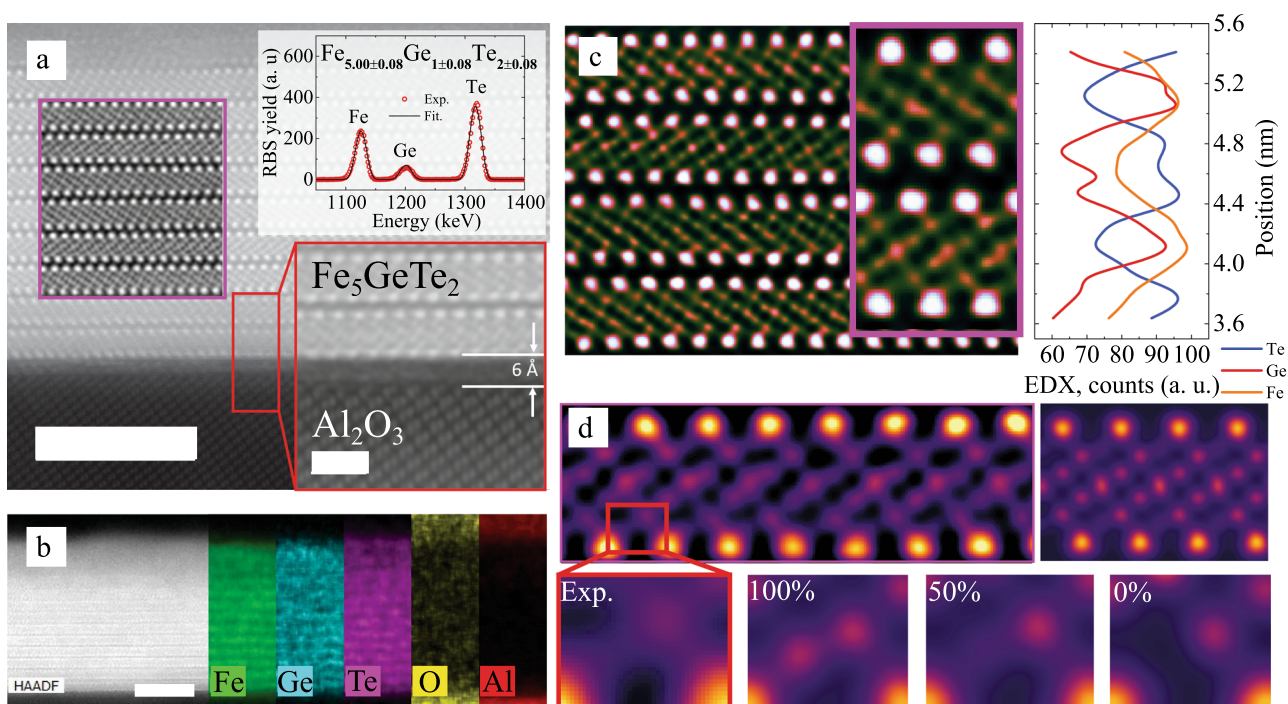 a
600
400
200
0
RBS yield (a. u)
Fe5.00±0.08Ge1±0.08Te2±0.08
Exp.
Fit.
Fe
Ge
Te
1100 1200 1300 1400
Energy (keV)
Fe5GeTe2
6 Å
Al2O3
b
HAADF
Fe
Ge
Te
O
Al
c
5.6
5.2
4.8
4.4
4.0
3.6
Position (nm)
60 70 80 90 100
EDX, counts (a. u.)
Te
Ge
Fe
d
Exp.
100%
50%
0%